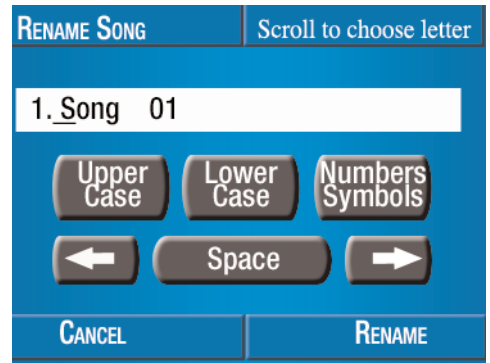 RENAME SONG
Scroll to choose letter
1. Song 01
Upper Case
Lower Case
Numbers Symbols
Space
CANCEL
RENAME